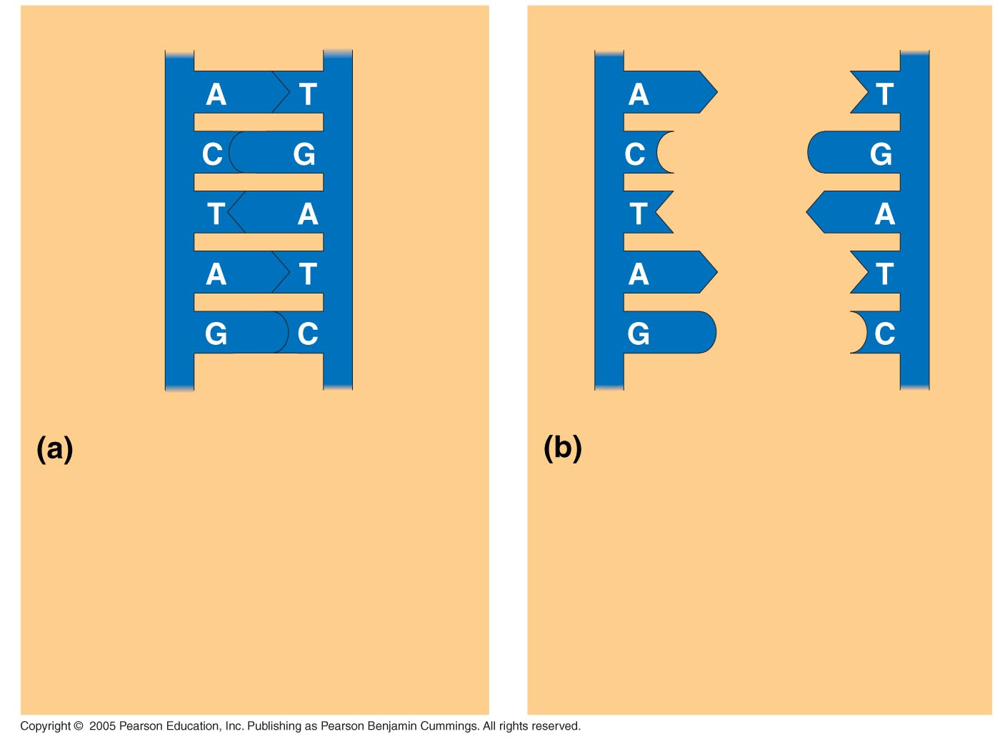 A T
C G
T A
A T
G C
(a)
A T
C G
T A
A T
G C
(b)
Copyright © 2005 Pearson Education, Inc. Publishing as Pearson Benjamin Cummings. All rights reserved.